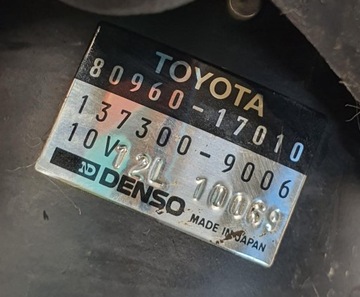 TOYOTA
80960-17010
137300-9006
10V 12L 10069
DENSO MADE IN JAPAN